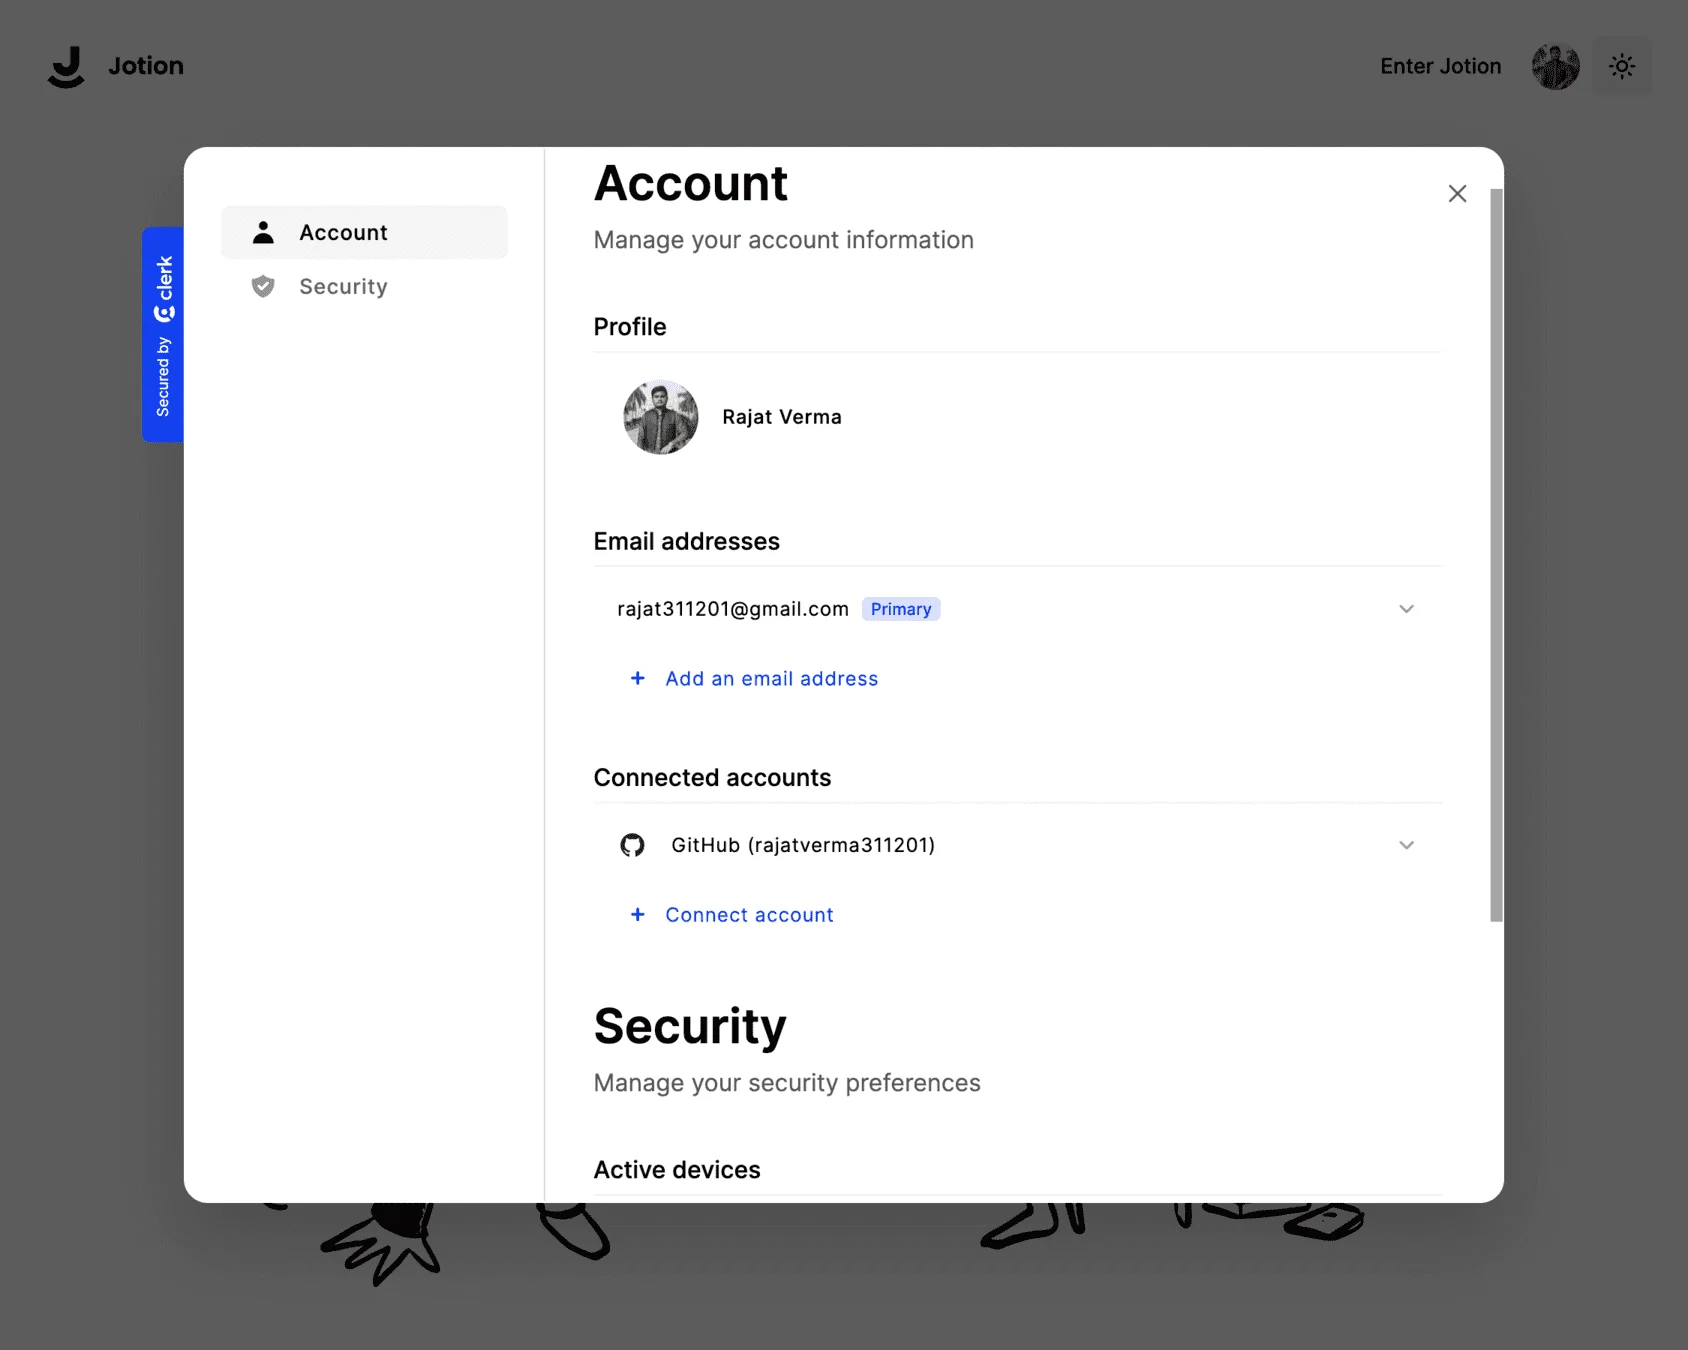 Jotion
Enter Jotion
Secured by clerk
Account
Security
Account
Manage your account information
Profile
Rajat Verma
Email addresses
rajat311201@gmail.com Primary
+ Add an email address
Connected accounts
GitHub (rajatverma311201)
+ Connect account
Security
Manage your security preferences
Active devices